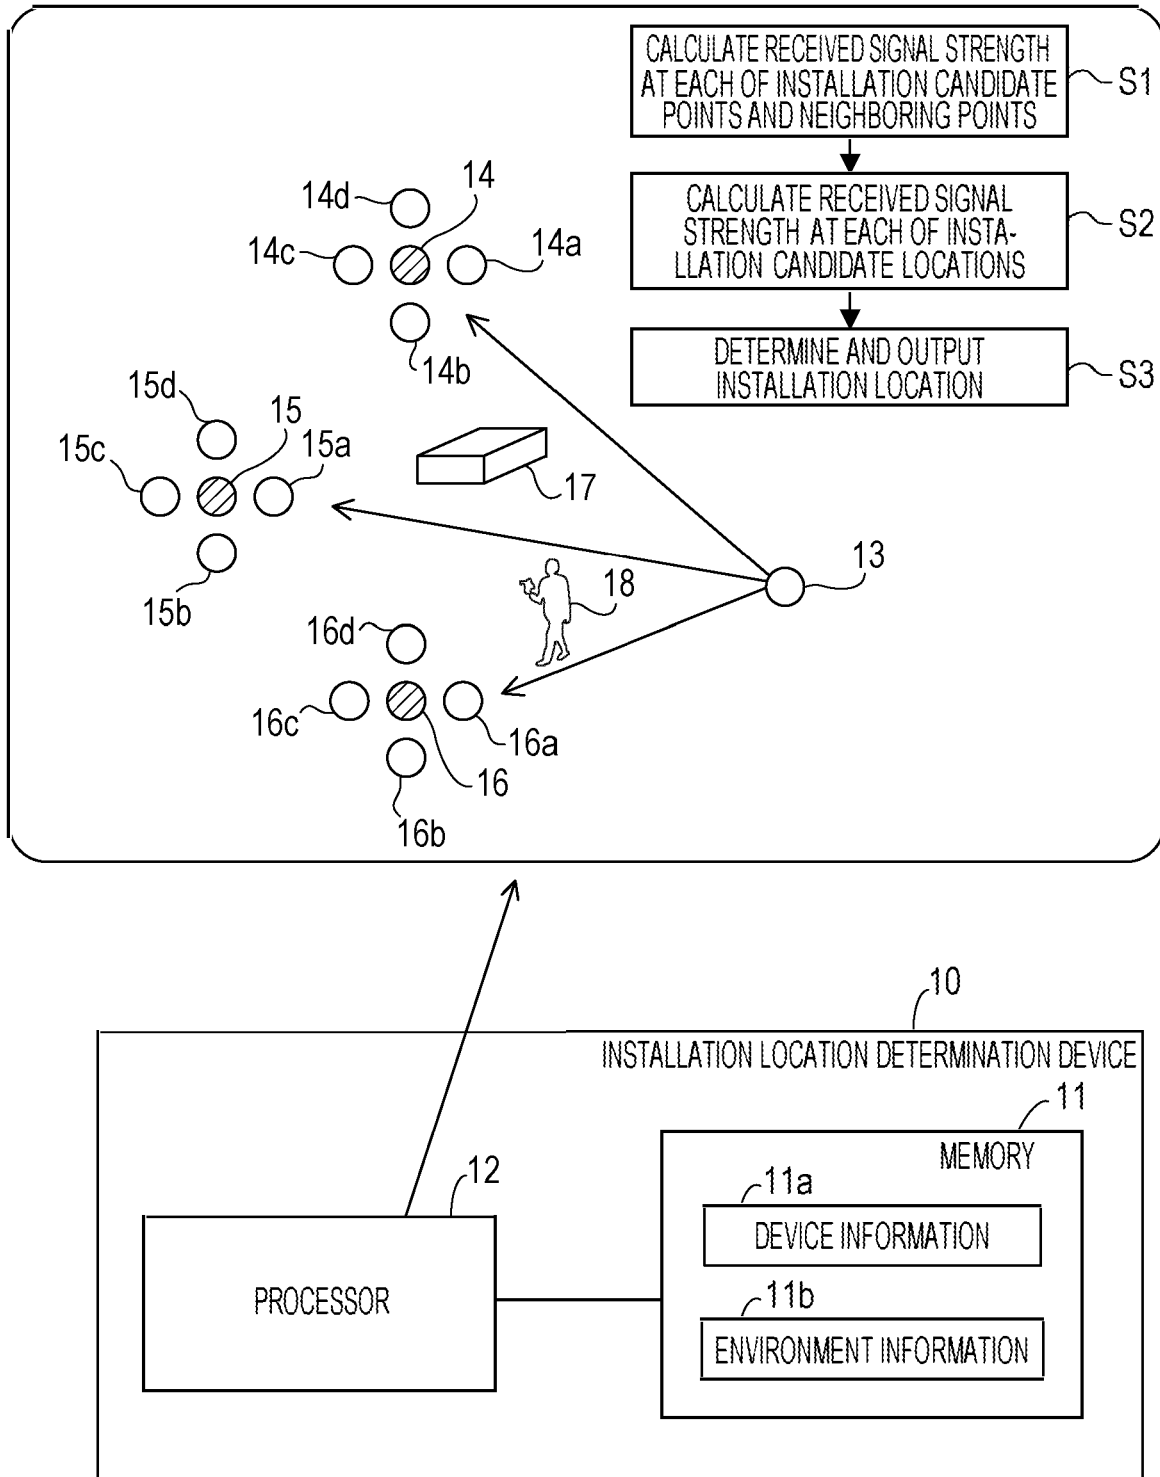 CALCULATE RECEIVED SIGNAL STRENGTH
AT EACH OF INSTALLATION CANDIDATE
POINTS AND NEIGHBORING POINTS
S1
CALCULATE RECEIVED SIGNAL
STRENGTH AT EACH OF INSTA-
LLATION CANDIDATE LOCATIONS
S2
DETERMINE AND OUTPUT
INSTALLATION LOCATION
S3
14d
14
14c
14a
14b
15d
15
15c
15a
15b
17
13
18
16d
16c
16a
16
16b
10
INSTALLATION LOCATION DETERMINATION DEVICE
11
MEMORY
12
PROCESSOR
11a
DEVICE INFORMATION
11b
ENVIRONMENT INFORMATION